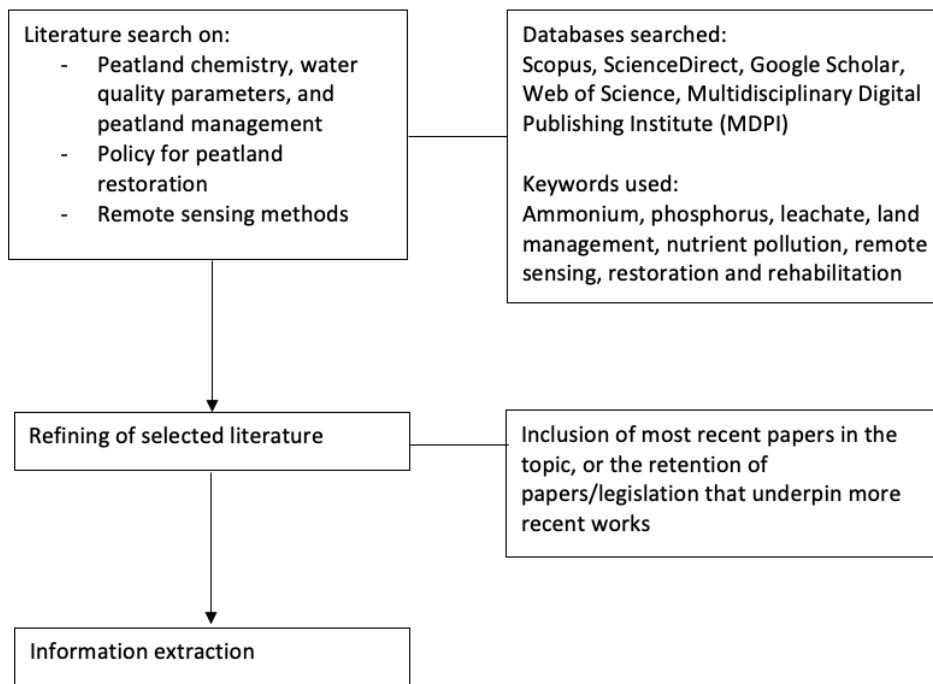 Literature search on:
- Peatland chemistry, water
quality parameters, and
peatland management
- Policy for peatland
restoration
- Remote sensing methods
Databases searched:
Scopus, ScienceDirect, Google Scholar,
Web of Science, Multidisciplinary Digital
Publishing Institute (MDPI)
Keywords used:
Ammonium, phosphorus, leachate, land
management, nutrient pollution, remote
sensing, restoration and rehabilitation
Refining of selected literature
Inclusion of most recent papers in the
topic, or the retention of
papers/legislation that underpin more
recent works
Information extraction